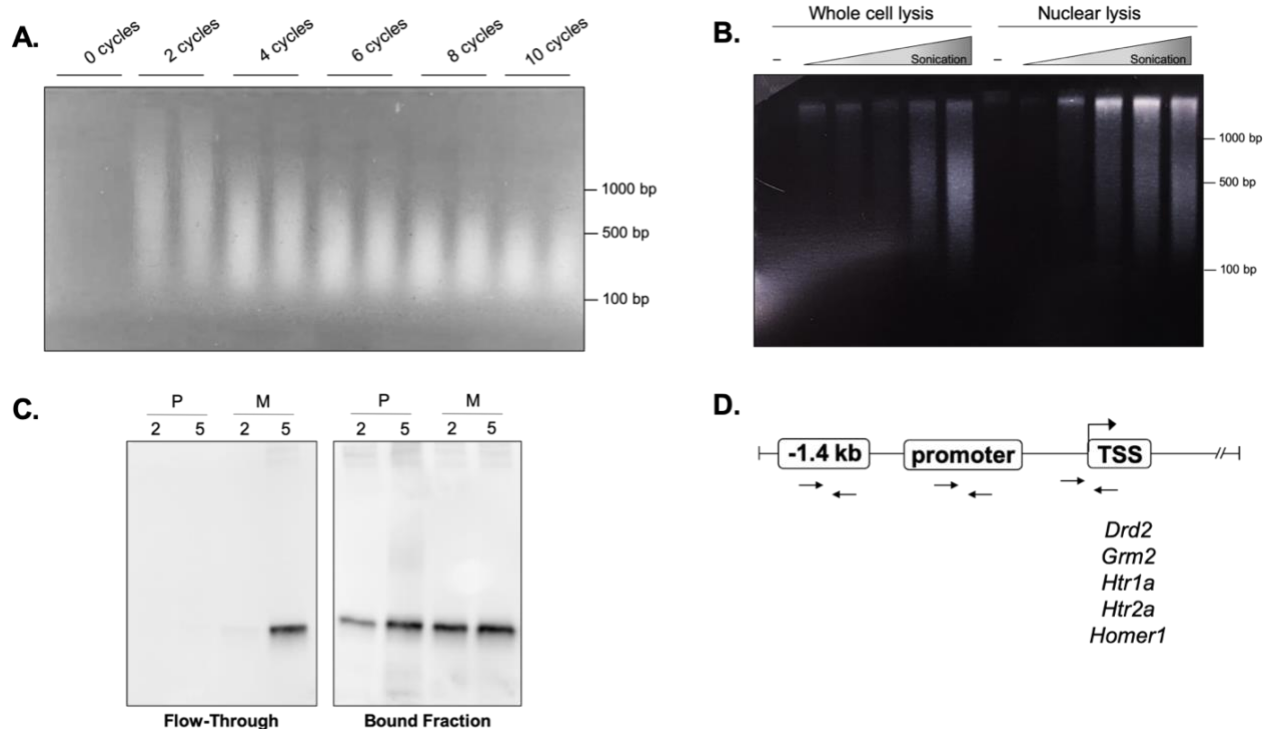 A.
0 cycles 2 cycles 4 cycles 6 cycles 8 cycles 10 cycles
1000 bp
500 bp
100 bp
B.
Whole cell lysis Nuclear lysis
– Sonication – Sonication
1000 bp
500 bp
100 bp
C.
P M P M
2 5 2 5 2 5 2 5
Flow-Through Bound Fraction
D.
-1.4 kb promoter TSS
Drd2
Grm2
Htr1a
Htr2a
Homer1